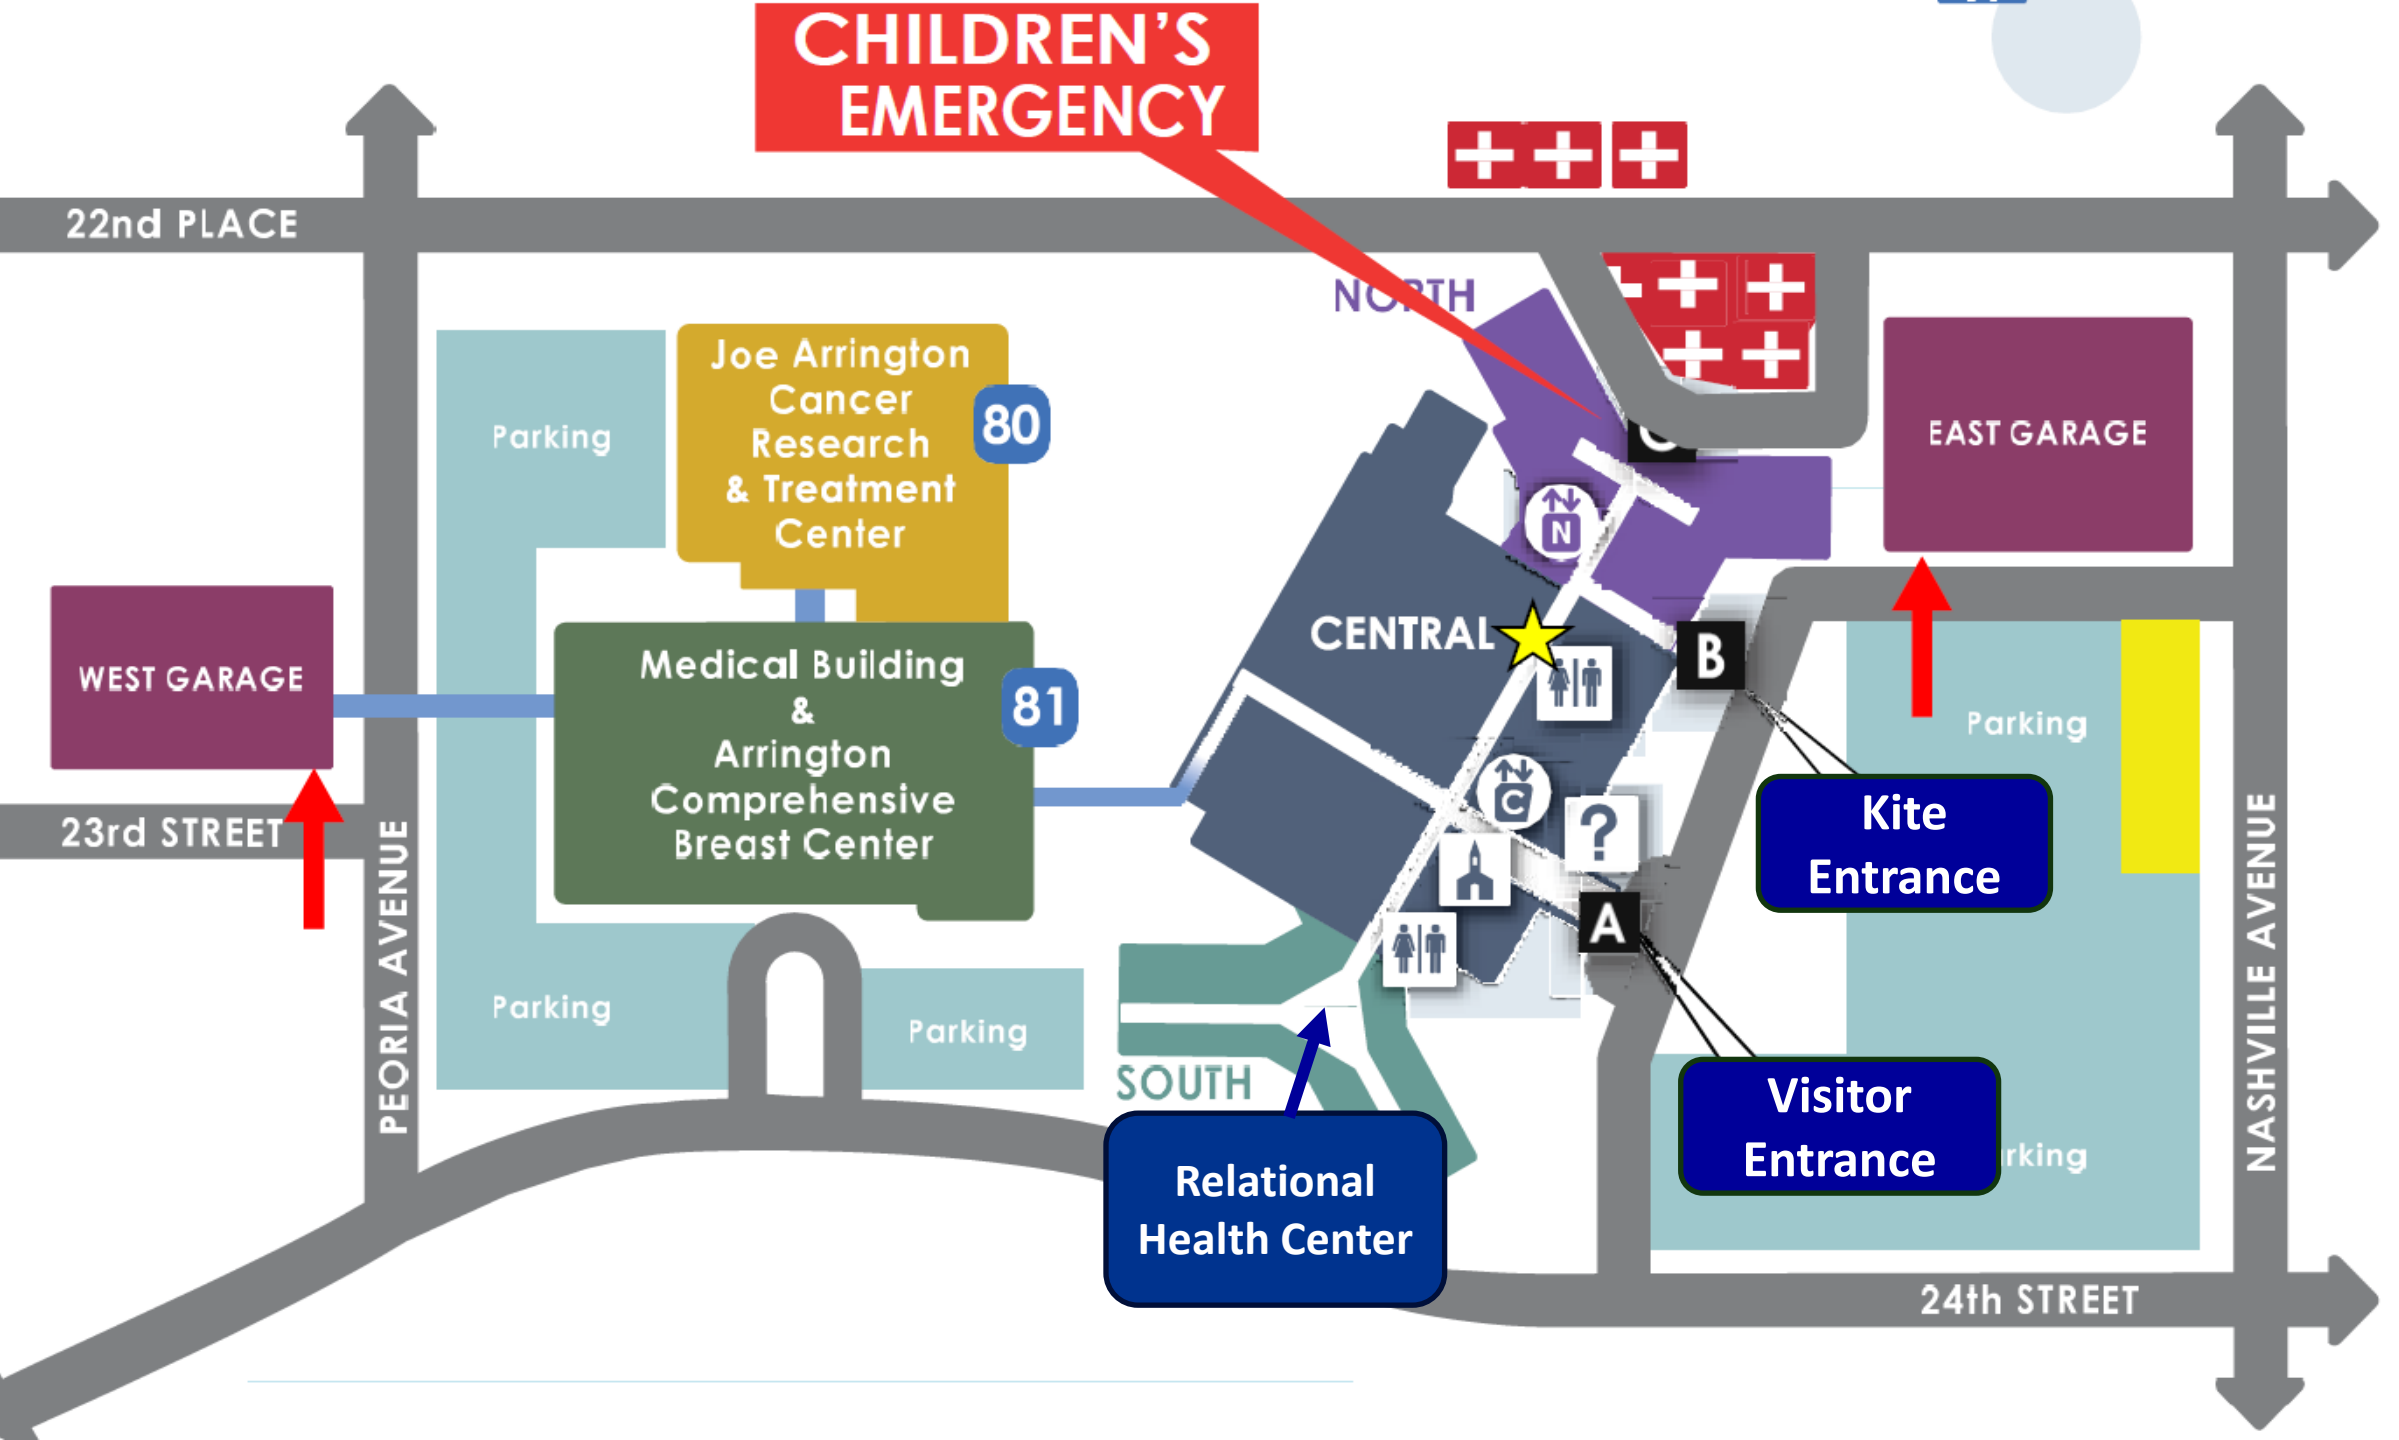 CHILDREN'S
EMERGENCY
22nd PLACE
NORTH
Joe Arrington
Cancer
Research
& Treatment
Center
80
Parking
EAST GARAGE
N
CENTRAL
B
WEST GARAGE
Medical Building
&
Arrington
Comprehensive
Breast Center
81
Parking
C
?
Kite
Entrance
23rd STREET
PEORIA AVENUE
A
NASHVILLE AVENUE
Parking
Parking
SOUTH
Visitor
Entrance
Relational
Health Center
24th STREET